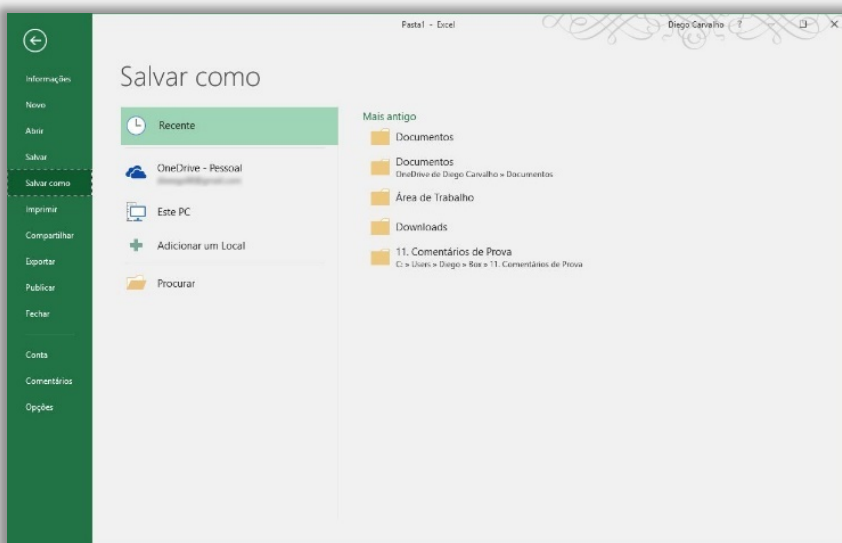 Pasta1 - Excel
Diego Carvalho
?
Informações
Novo
Abrir
Salvar
Salvar como
Imprimir
Compartilhar
Exportar
Publicar
Fechar
Conta
Comentários
Opções
Salvar como
Recente
OneDrive - Pessoal
Este PC
Adicionar um Local
Procurar
Mais antigo
Documentos
Documentos
OneDrive de Diego Carvalho » Documentos
Área de Trabalho
Downloads
11. Comentários de Prova
C: » Users » Diego » Box » 11. Comentários de Prova